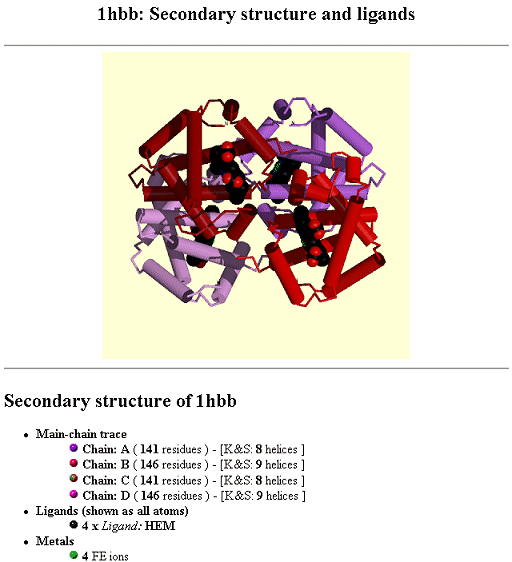 1hbb: Secondary structure and ligands
Secondary structure of 1hbb
Main-chain trace
Chain: A ( 141 residues ) - [K&S: 8 helices ]
Chain: B ( 146 residues ) - [K&S: 9 helices ]
Chain: C ( 141 residues ) - [K&S: 8 helices ]
Chain: D ( 146 residues ) - [K&S: 9 helices ]
Ligands (shown as all atoms)
4 x Ligand: HEM
Metals
4 FE ions